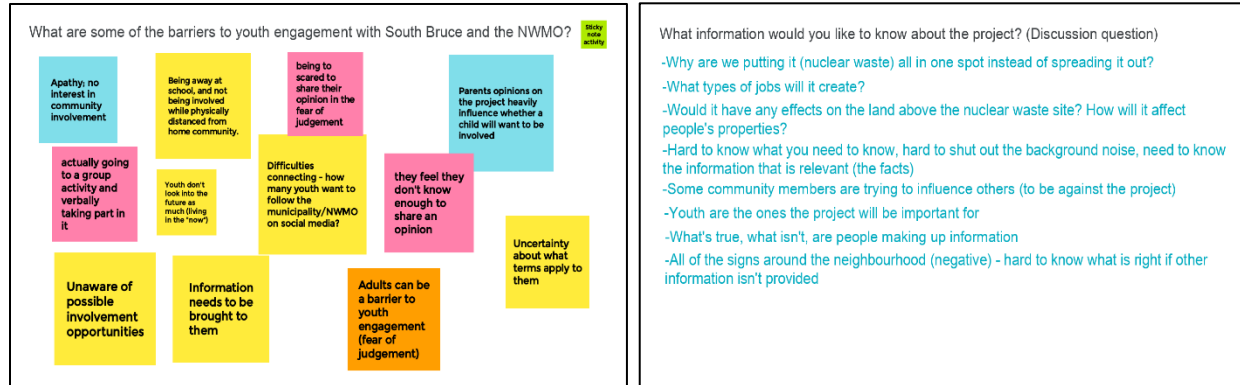 What are some of the barriers to youth engagement with South Bruce and the NWMO?
Sticky
note
activity
Apathy; no
interest in
community
involvement
Being away at
school, and not
being involved
while physically
distanced from
home community.
being to
scared to
share their
opinion in the
fear of
judgement
Parents opinions on
the project heavily
influence whether a
child will want to be
involved
actually going
to a group
activity and
verbally
taking part in
it
Youth don't
look into the
future as
much (living
in the "now")
Difficulties
connecting - how
many youth want to
follow the
municipality/NWMO
on social media?
they feel they
don't know
enough to
share an
opinion
Uncertainty
about what
terms apply to
them
Unaware of
possible
involvement
opportunities
Information
needs to be
brought to
them
Adults can be
a barrier to
youth
engagement
(fear of
judgement)
What information would you like to know about the project? (Discussion question)
-Why are we putting it (nuclear waste) all in one spot instead of spreading it out?
-What types of jobs will it create?
-Would it have any effects on the land above the nuclear waste site? How will it affect
people's properties?
-Hard to know what you need to know, hard to shut out the background noise, need to know
the information that is relevant (the facts)
-Some community members are trying to influence others (to be against the project)
-Youth are the ones the project will be important for
-What's true, what isn't, are people making up information
-All of the signs around the neighbourhood (negative) - hard to know what is right if other
information isn't provided